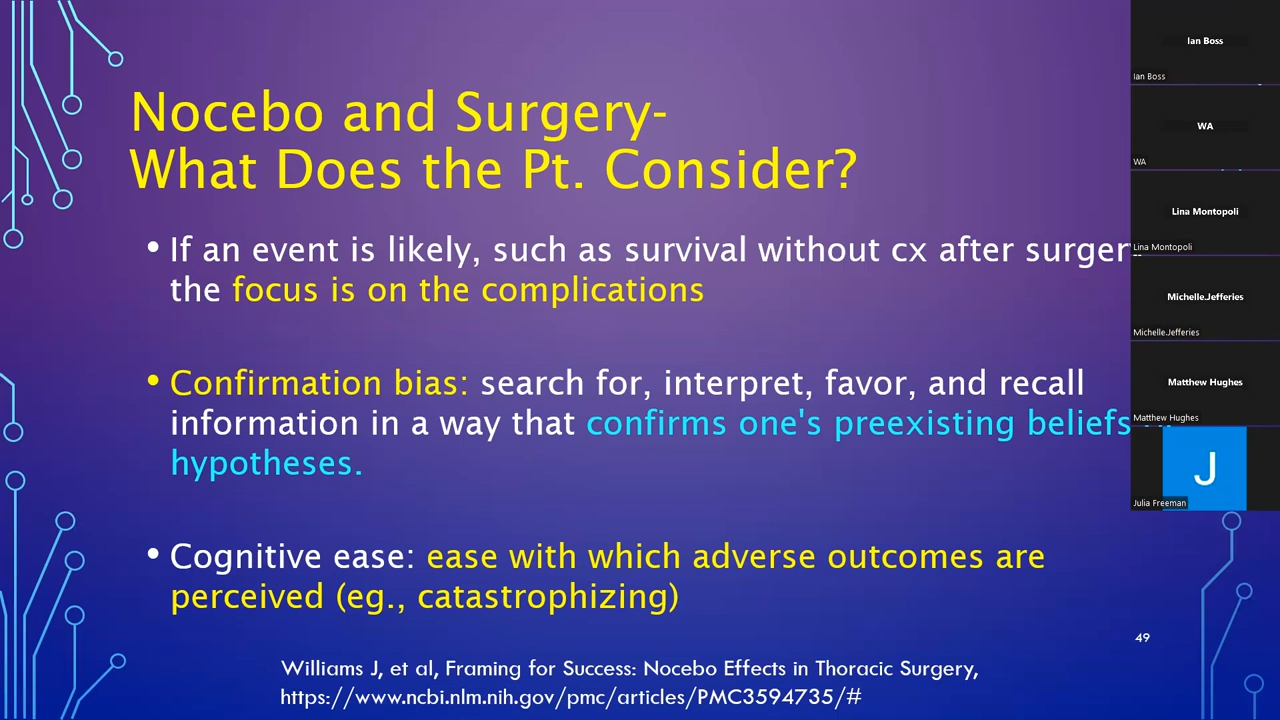 Nocebo and Surgery-
What Does the Pt. Consider?
• If an event is likely, such as survival without cx after
the focus is on the complications
• Confirmation bias: search for, interpret, favor, and recall
information in a way that confirms one's preexisting beliefs
hypotheses.
• Cognitive ease: ease with which adverse outcomes are
perceived (eg., catastrophizing)
49
Williams J, et al, Framing for Success: Nocebo Effects in Thoracic Surgery,
https://www.ncbi.nlm.nih.gov/pmc/articles/PMC3594735/#
Ian Boss
Ian Boss
WA
WA
Lina Montopoli
Lina Montopoli
Michelle.Jefferies
Michelle.Jefferies
Matthew Hughes
Matthew Hughes
J
Julia Freeman